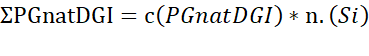 ΣPGnatDGI = c(PGnatDGI) * n. (Si)